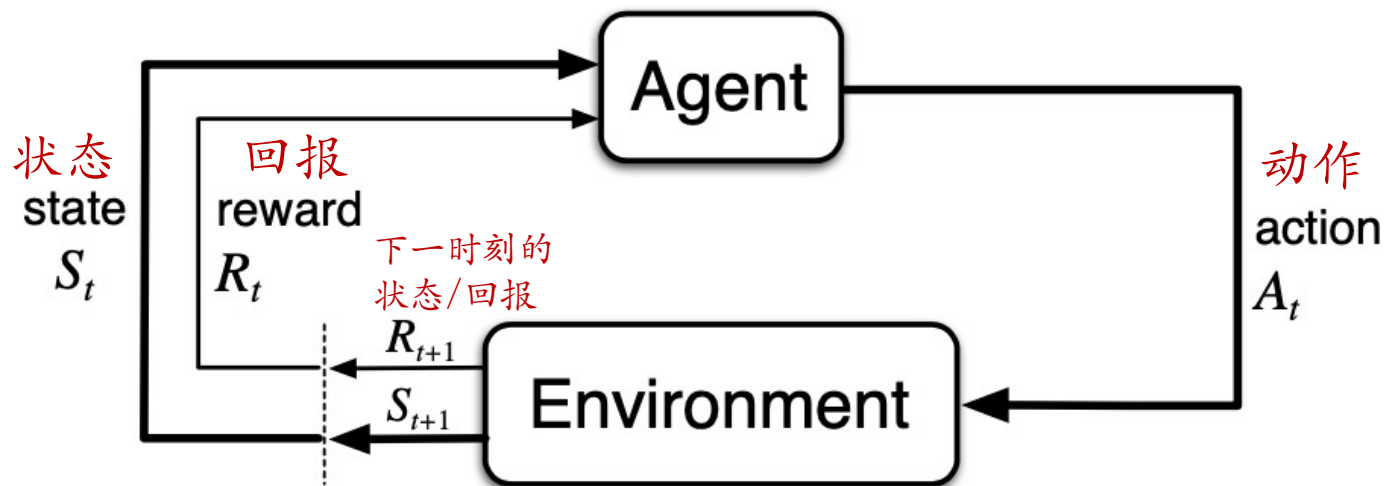 Agent
状态
state
S_t
回报
reward
R_t
下一时刻的
状态/回报
R_{t+1}
S_{t+1}
Environment
动作
action
A_t